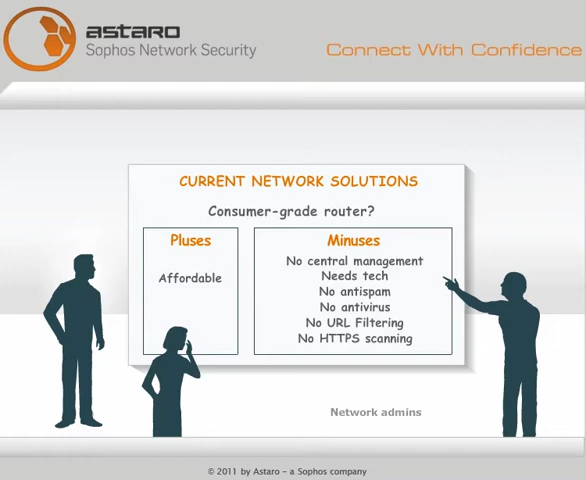 astaro
Sophos Network Security
Connect With Confidence
CURRENT NETWORK SOLUTIONS
Consumer-grade router?
Pluses
Affordable
Minuses
No central management
Needs tech
No antispam
No antivirus
No URL Filtering
No HTTPS scanning
Network admins
© 2011 by Astaro - a Sophos company